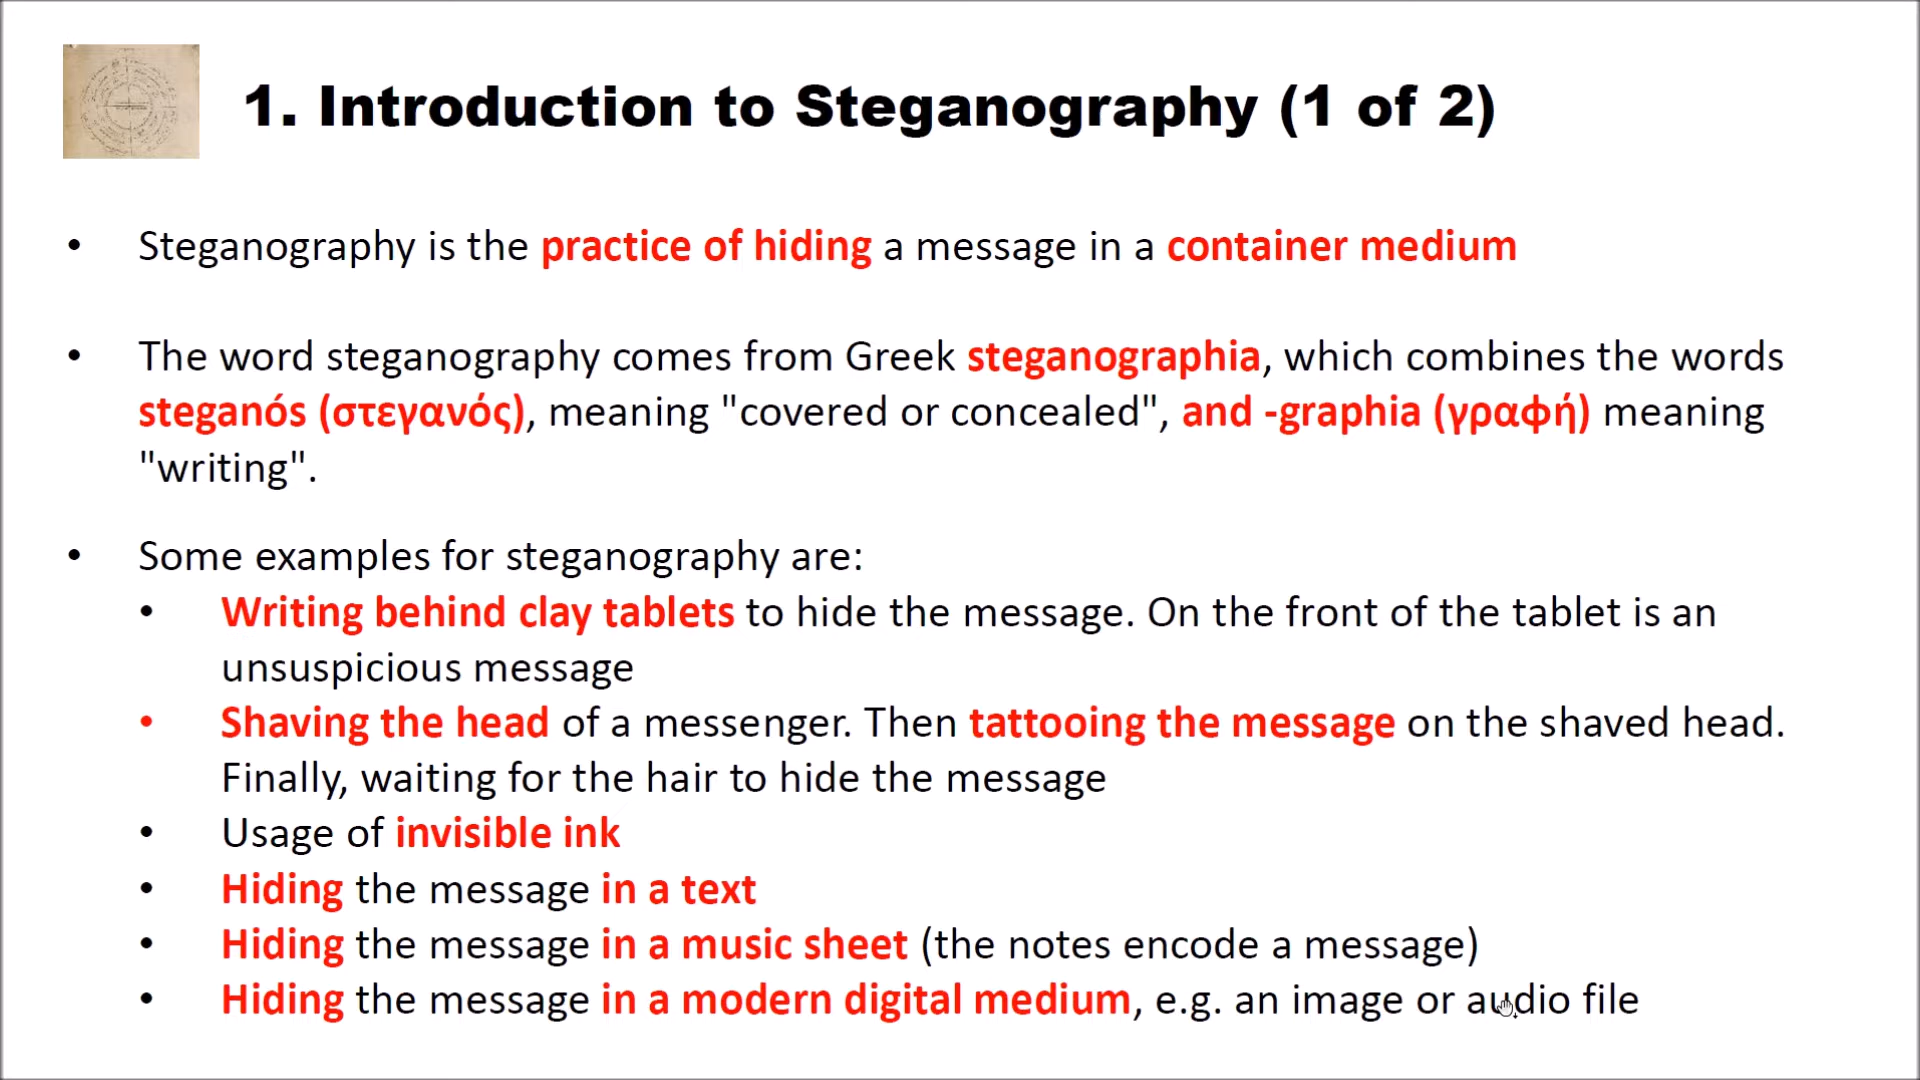 1. Introduction to Steganography (1 of 2)
• Steganography is the practice of hiding a message in a container medium
• The word steganography comes from Greek steganographia, which combines the words
steganós (στεγανός), meaning "covered or concealed", and -graphia (γραφή) meaning
"writing".
• Some examples for steganography are:
• Writing behind clay tablets to hide the message. On the front of the tablet is an
unsuspicious message
• Shaving the head of a messenger. Then tattooing the message on the shaved head.
Finally, waiting for the hair to hide the message
• Usage of invisible ink
• Hiding the message in a text
• Hiding the message in a music sheet (the notes encode a message)
• Hiding the message in a modern digital medium, e.g. an image or audio file